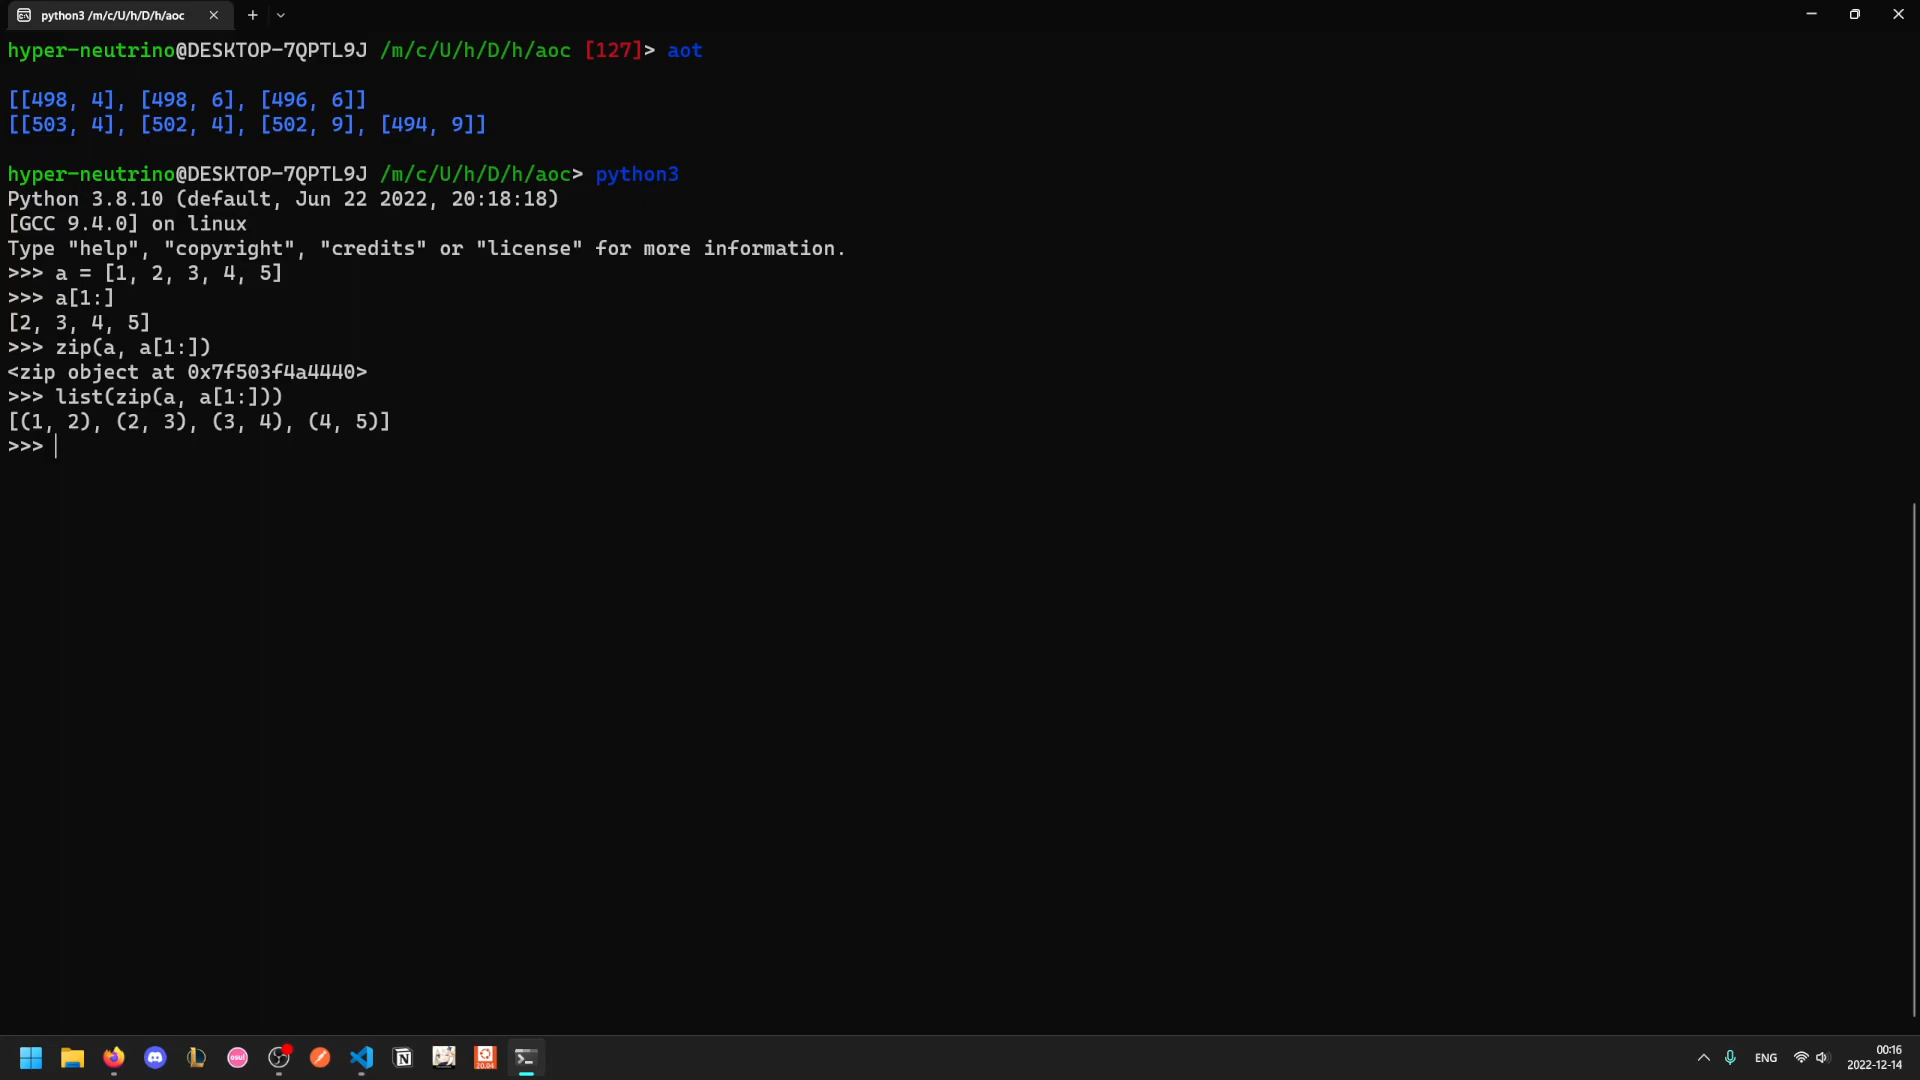 python3 /m/c/U/h/D/h/aoc
hyper-neutrino@DESKTOP-7QPTL9J /m/c/U/h/D/h/aoc [127]> aot
[[498, 4], [498, 6], [496, 6]]
[[503, 4], [502, 4], [502, 9], [494, 9]]
hyper-neutrino@DESKTOP-7QPTL9J /m/c/U/h/D/h/aoc> python3
Python 3.8.10 (default, Jun 22 2022, 20:18:18)
[GCC 9.4.0] on linux
Type "help", "copyright", "credits" or "license" for more information.
>>> a = [1, 2, 3, 4, 5]
>>> a[1:]
[2, 3, 4, 5]
>>> zip(a, a[1:])
<zip object at 0x7f503f4a4440>
>>> list(zip(a, a[1:]))
[(1, 2), (2, 3), (3, 4), (4, 5)]
>>>
osu!
20.04
ENG
00:16
2022-12-14